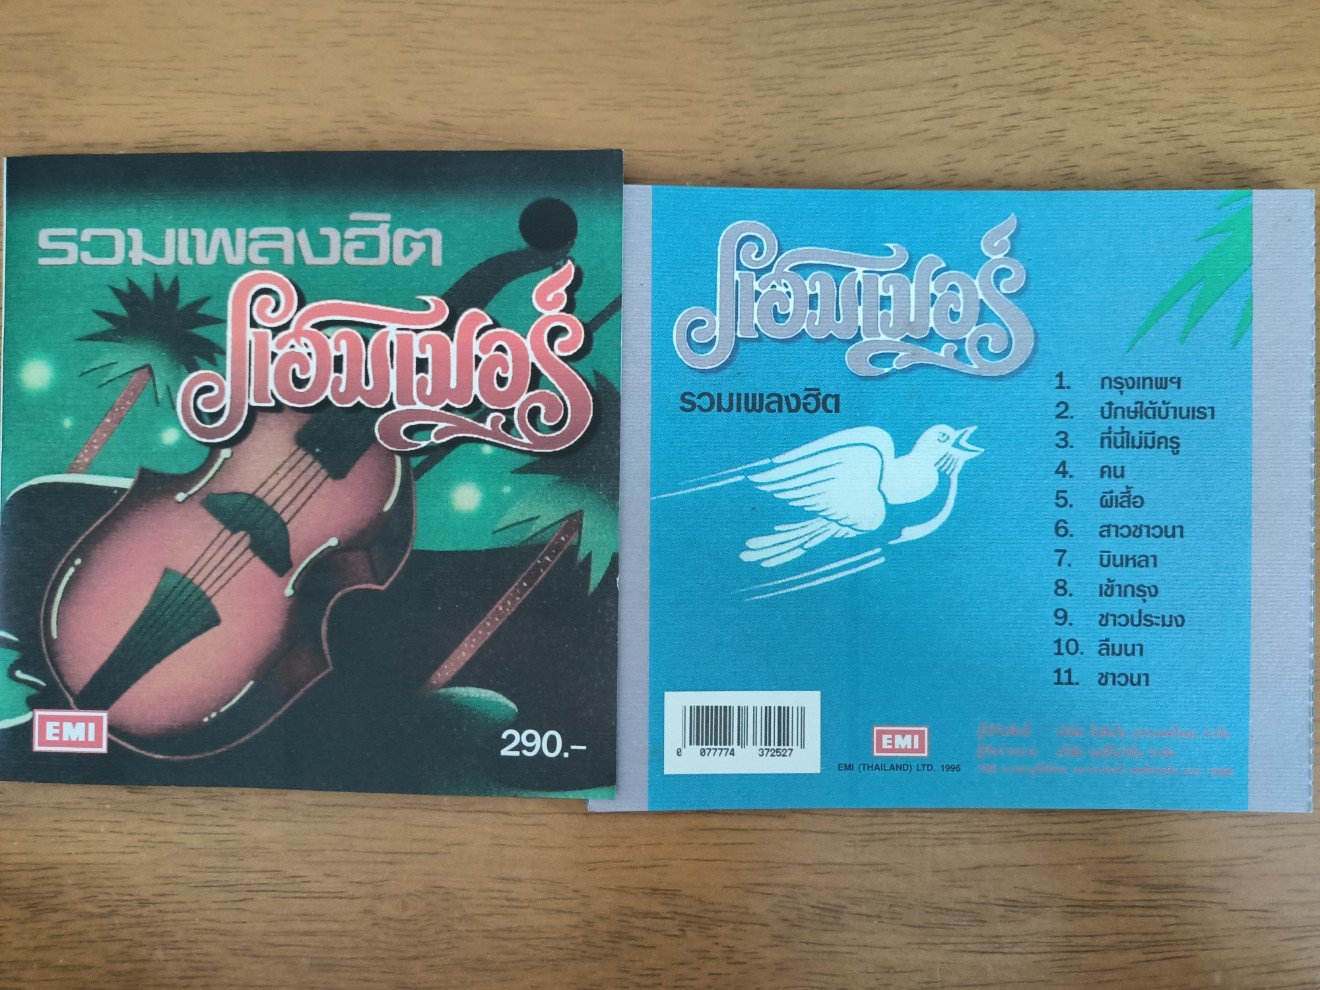 รวมเพลงฮิต
แฮมเมอร์
EMI
290.-
แฮมเมอร์
รวมเพลงฮิต
1. กรุงเทพฯ
2. ปักษ์ใต้บ้านเรา
3. ที่นี่ไม่มีครู
4. คน
5. ผีเสื้อ
6. สาวชาวนา
7. บินหลา
8. เข้ากรุง
9. ชาวประมง
10. ลืมนา
11. ชาวนา
0 077774 372527
EMI
EMI (THAILAND) LTD. 1996